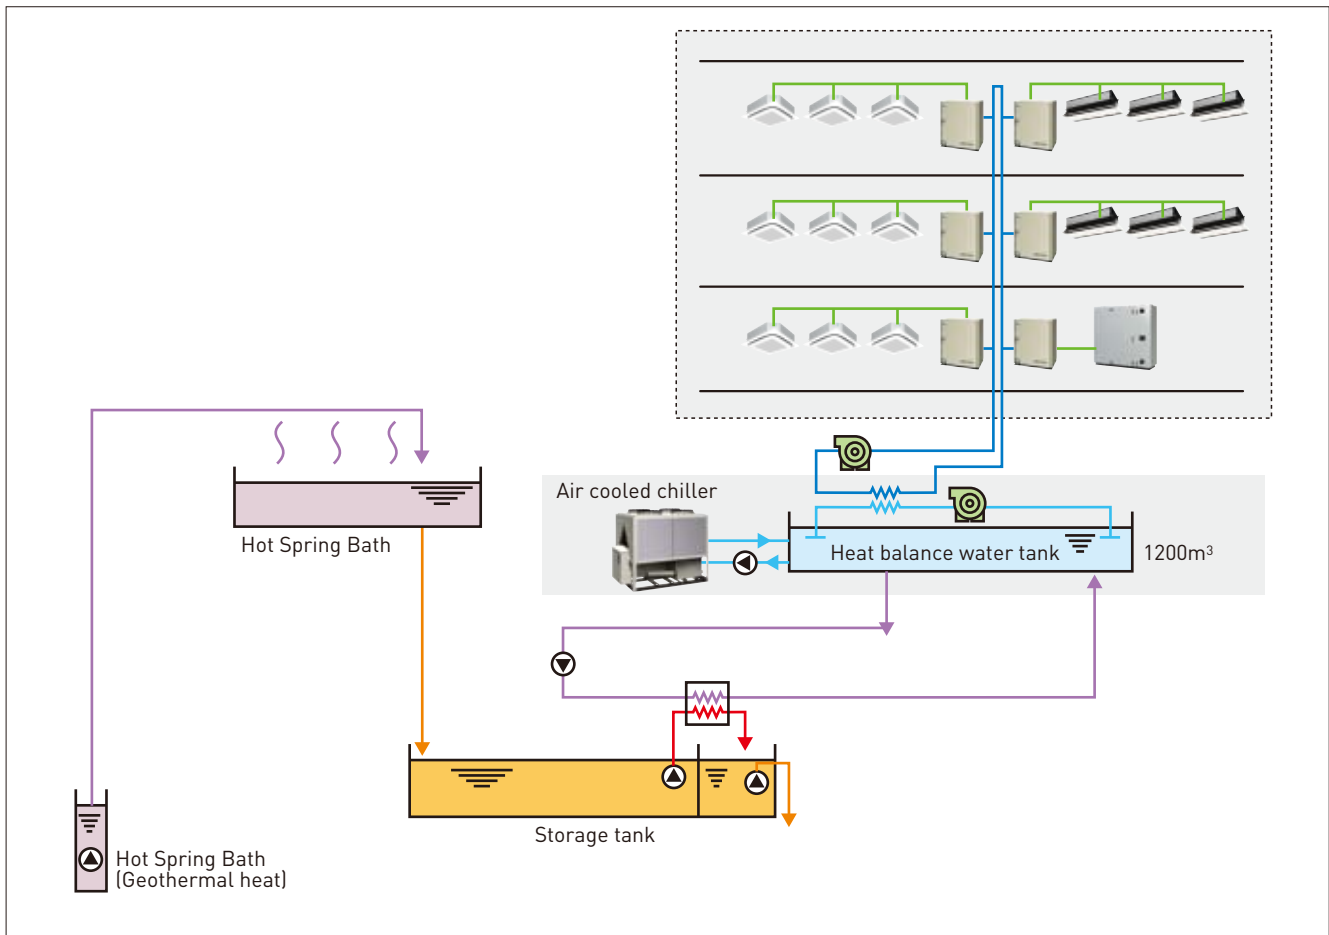 Air cooled chiller
Heat balance water tank
1200m³
Hot Spring Bath
Storage tank
Hot Spring Bath
(Geothermal heat)